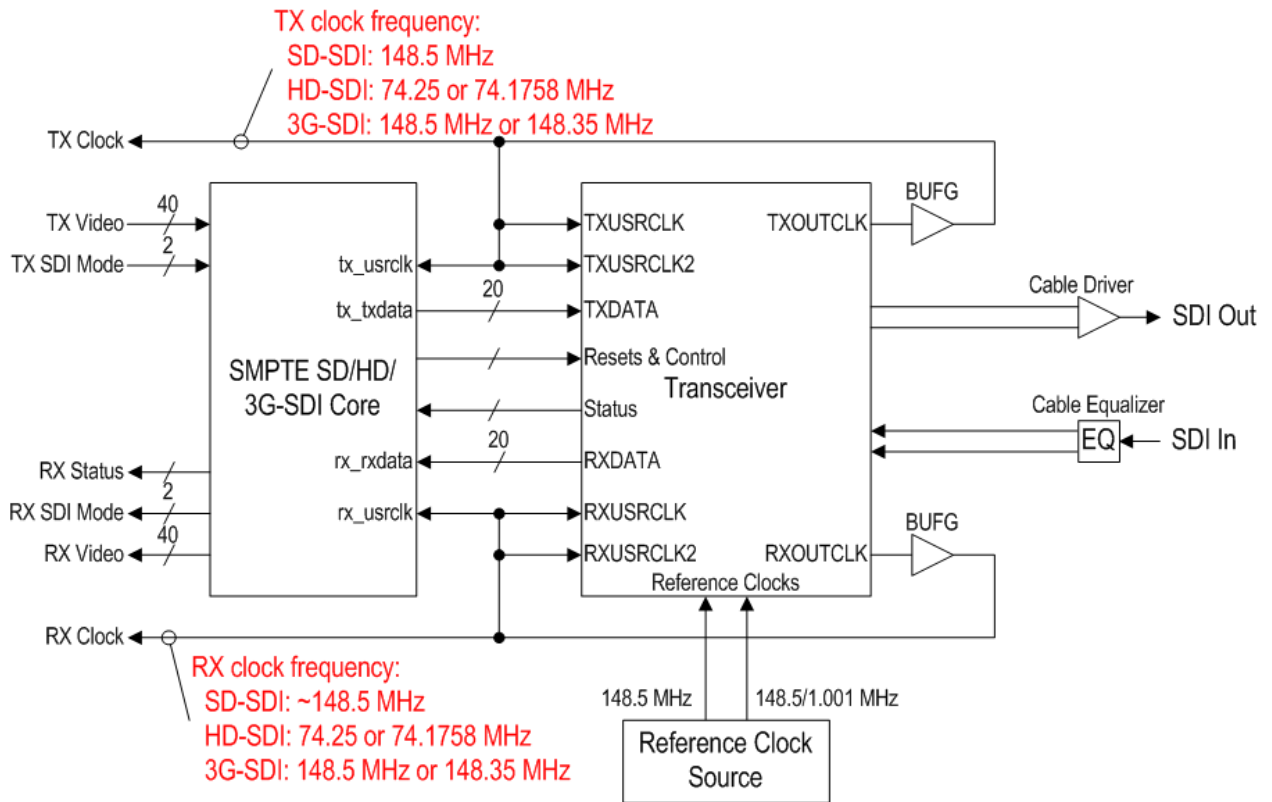 TX clock frequency:
SD-SDI: 148.5 MHz
HD-SDI: 74.25 or 74.1758 MHz
3G-SDI: 148.5 MHz or 148.35 MHz
TX Clock
BUFG
40
TX Video
TXUSRCLK
TXOUTCLK
2
TX SDI Mode
tx_usrclk
TXUSRCLK2
20
Cable Driver
tx_txdata
TXDATA
SDI Out
SMPTE SD/HD/
3G-SDI Core
Resets & Control
Transceiver
Status
Cable Equalizer
20
EQ
SDI In
RX Status
rx_rxdata
RXDATA
2
RX SDI Mode
rx_usrclk
RXUSRCLK
BUFG
40
RX Video
RXUSRCLK2
RXOUTCLK
Reference Clocks
RX Clock
RX clock frequency:
SD-SDI: ~148.5 MHz
HD-SDI: 74.25 or 74.1758 MHz
3G-SDI: 148.5 MHz or 148.35 MHz
148.5 MHz
148.5/1.001 MHz
Reference Clock
Source